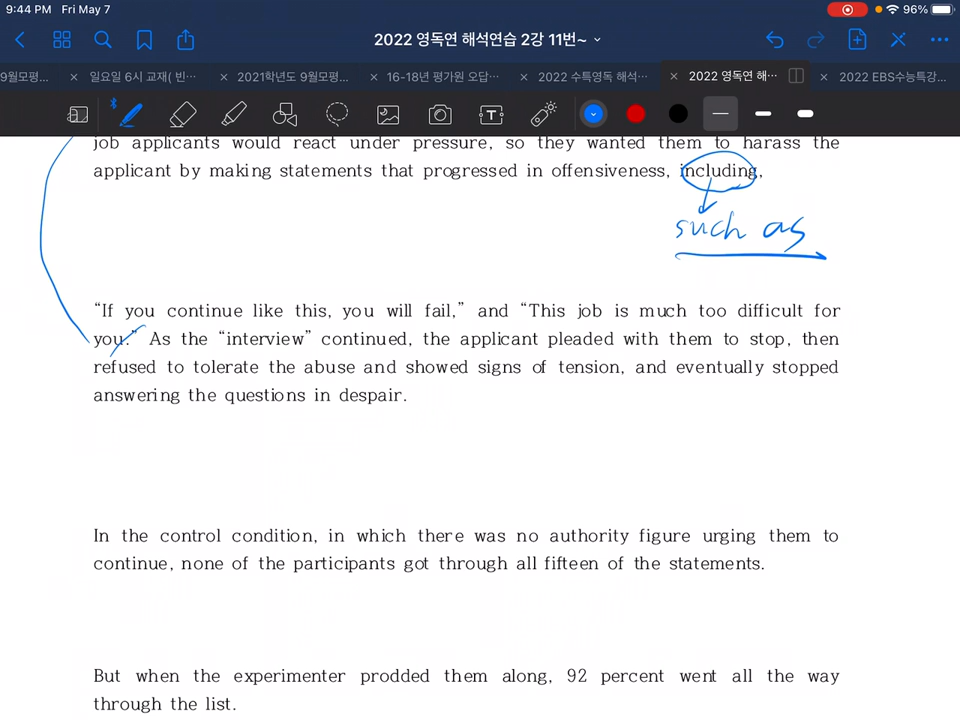 9:44 PM Fri May 7 96%
2022 영독연 해석연습 2강 11번~
9월모평... × 일요일 6시 교재( 빈... × 2021학년도 9월모평... × 16-18년 평가원 오답... × 2022 수특영독 해석... × 2022 영독연 해... × 2022 EBS수능특강...
job applicants would react under pressure, so they wanted them to harass the
applicant by making statements that progressed in offensiveness, including,
such as
“If you continue like this, you will fail,” and “This job is much too difficult for
you.” As the “interview” continued, the applicant pleaded with them to stop, then
refused to tolerate the abuse and showed signs of tension, and eventually stopped
answering the questions in despair.
In the control condition, in which there was no authority figure urging them to
continue, none of the participants got through all fifteen of the statements.
But when the experimenter prodded them along, 92 percent went all the way
through the list.